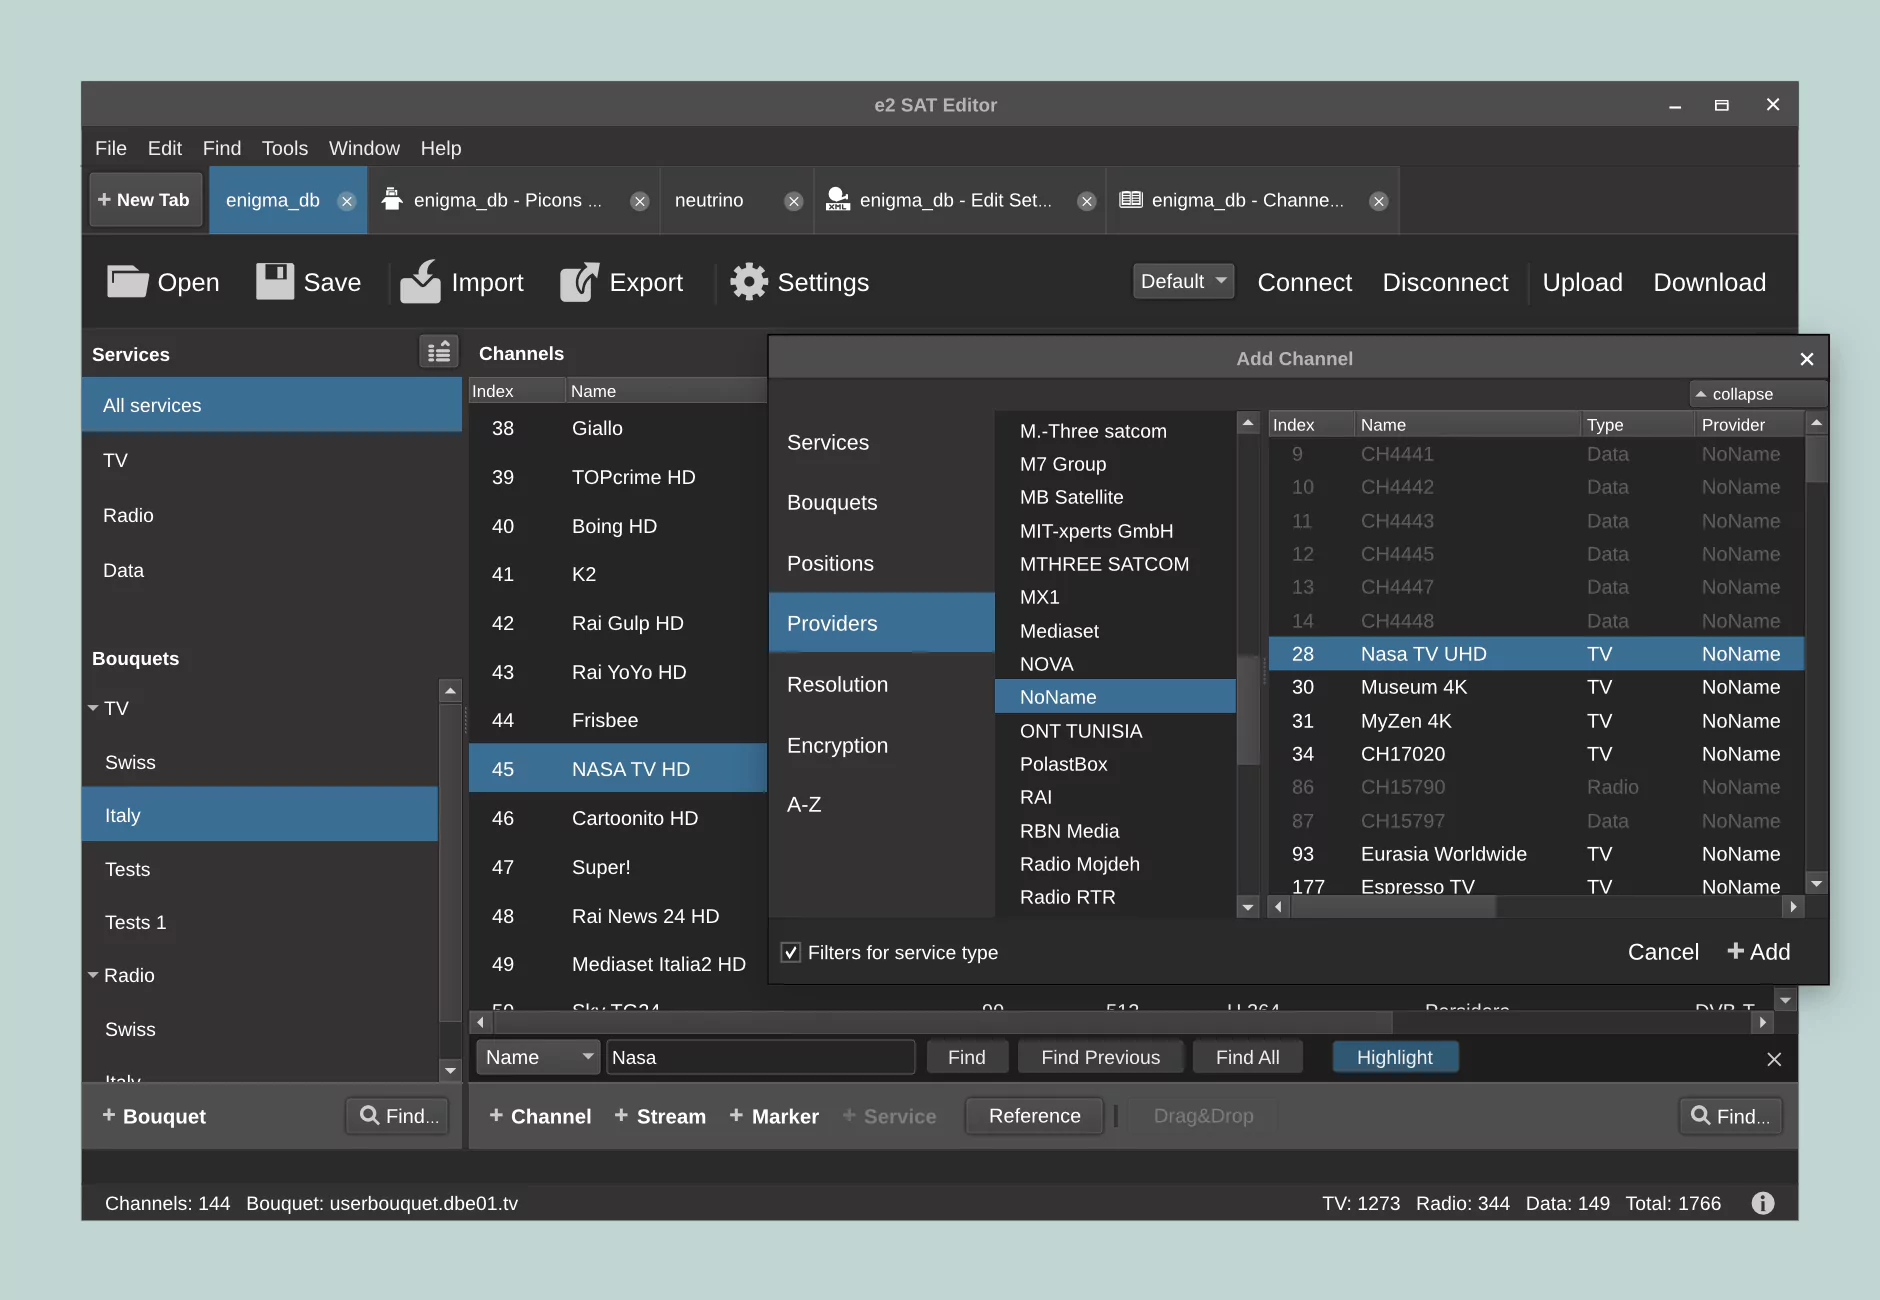 e2 SAT Editor
File Edit Find Tools Window Help
+ New Tab enigma_db enigma_db - Picons ... neutrino XML enigma_db - Edit Set... enigma_db - Channe...
Open Save Import Export Settings Default Connect Disconnect Upload Download
Services
All services
TV
Radio
Data
Bouquets
TV
Swiss
Italy
Tests
Tests 1
Radio
Swiss
Italy
+ Bouquet Find...
Channels
Index Name
38 Giallo
39 TOPcrime HD
40 Boing HD
41 K2
42 Rai Gulp HD
43 Rai YoYo HD
44 Frisbee
45 NASA TV HD
46 Cartoonito HD
47 Super!
48 Rai News 24 HD
49 Mediaset Italia2 HD
50 Sky TG24 90 512 H.264 Persidera DVB-T
Add Channel
collapse
Services
Bouquets
Positions
Providers
Resolution
Encryption
A-Z
M.-Three satcom
M7 Group
MB Satellite
MIT-xperts GmbH
MTHREE SATCOM
MX1
Mediaset
NOVA
NoName
ONT TUNISIA
PolastBox
RAI
RBN Media
Radio Mojdeh
Radio RTR
Index Name Type Provider
9 CH4441 Data NoName
10 CH4442 Data NoName
11 CH4443 Data NoName
12 CH4445 Data NoName
13 CH4447 Data NoName
14 CH4448 Data NoName
28 Nasa TV UHD TV NoName
30 Museum 4K TV NoName
31 MyZen 4K TV NoName
34 CH17020 TV NoName
86 CH15790 Radio NoName
87 CH15797 Data NoName
93 Eurasia Worldwide TV NoName
177 Espresso TV TV NoName
Filters for service type Cancel + Add
Name Nasa Find Find Previous Find All Highlight
+ Channel + Stream + Marker + Service Reference Drag&Drop Find...
Channels: 144 Bouquet: userbouquet.dbe01.tv TV: 1273 Radio: 344 Data: 149 Total: 1766